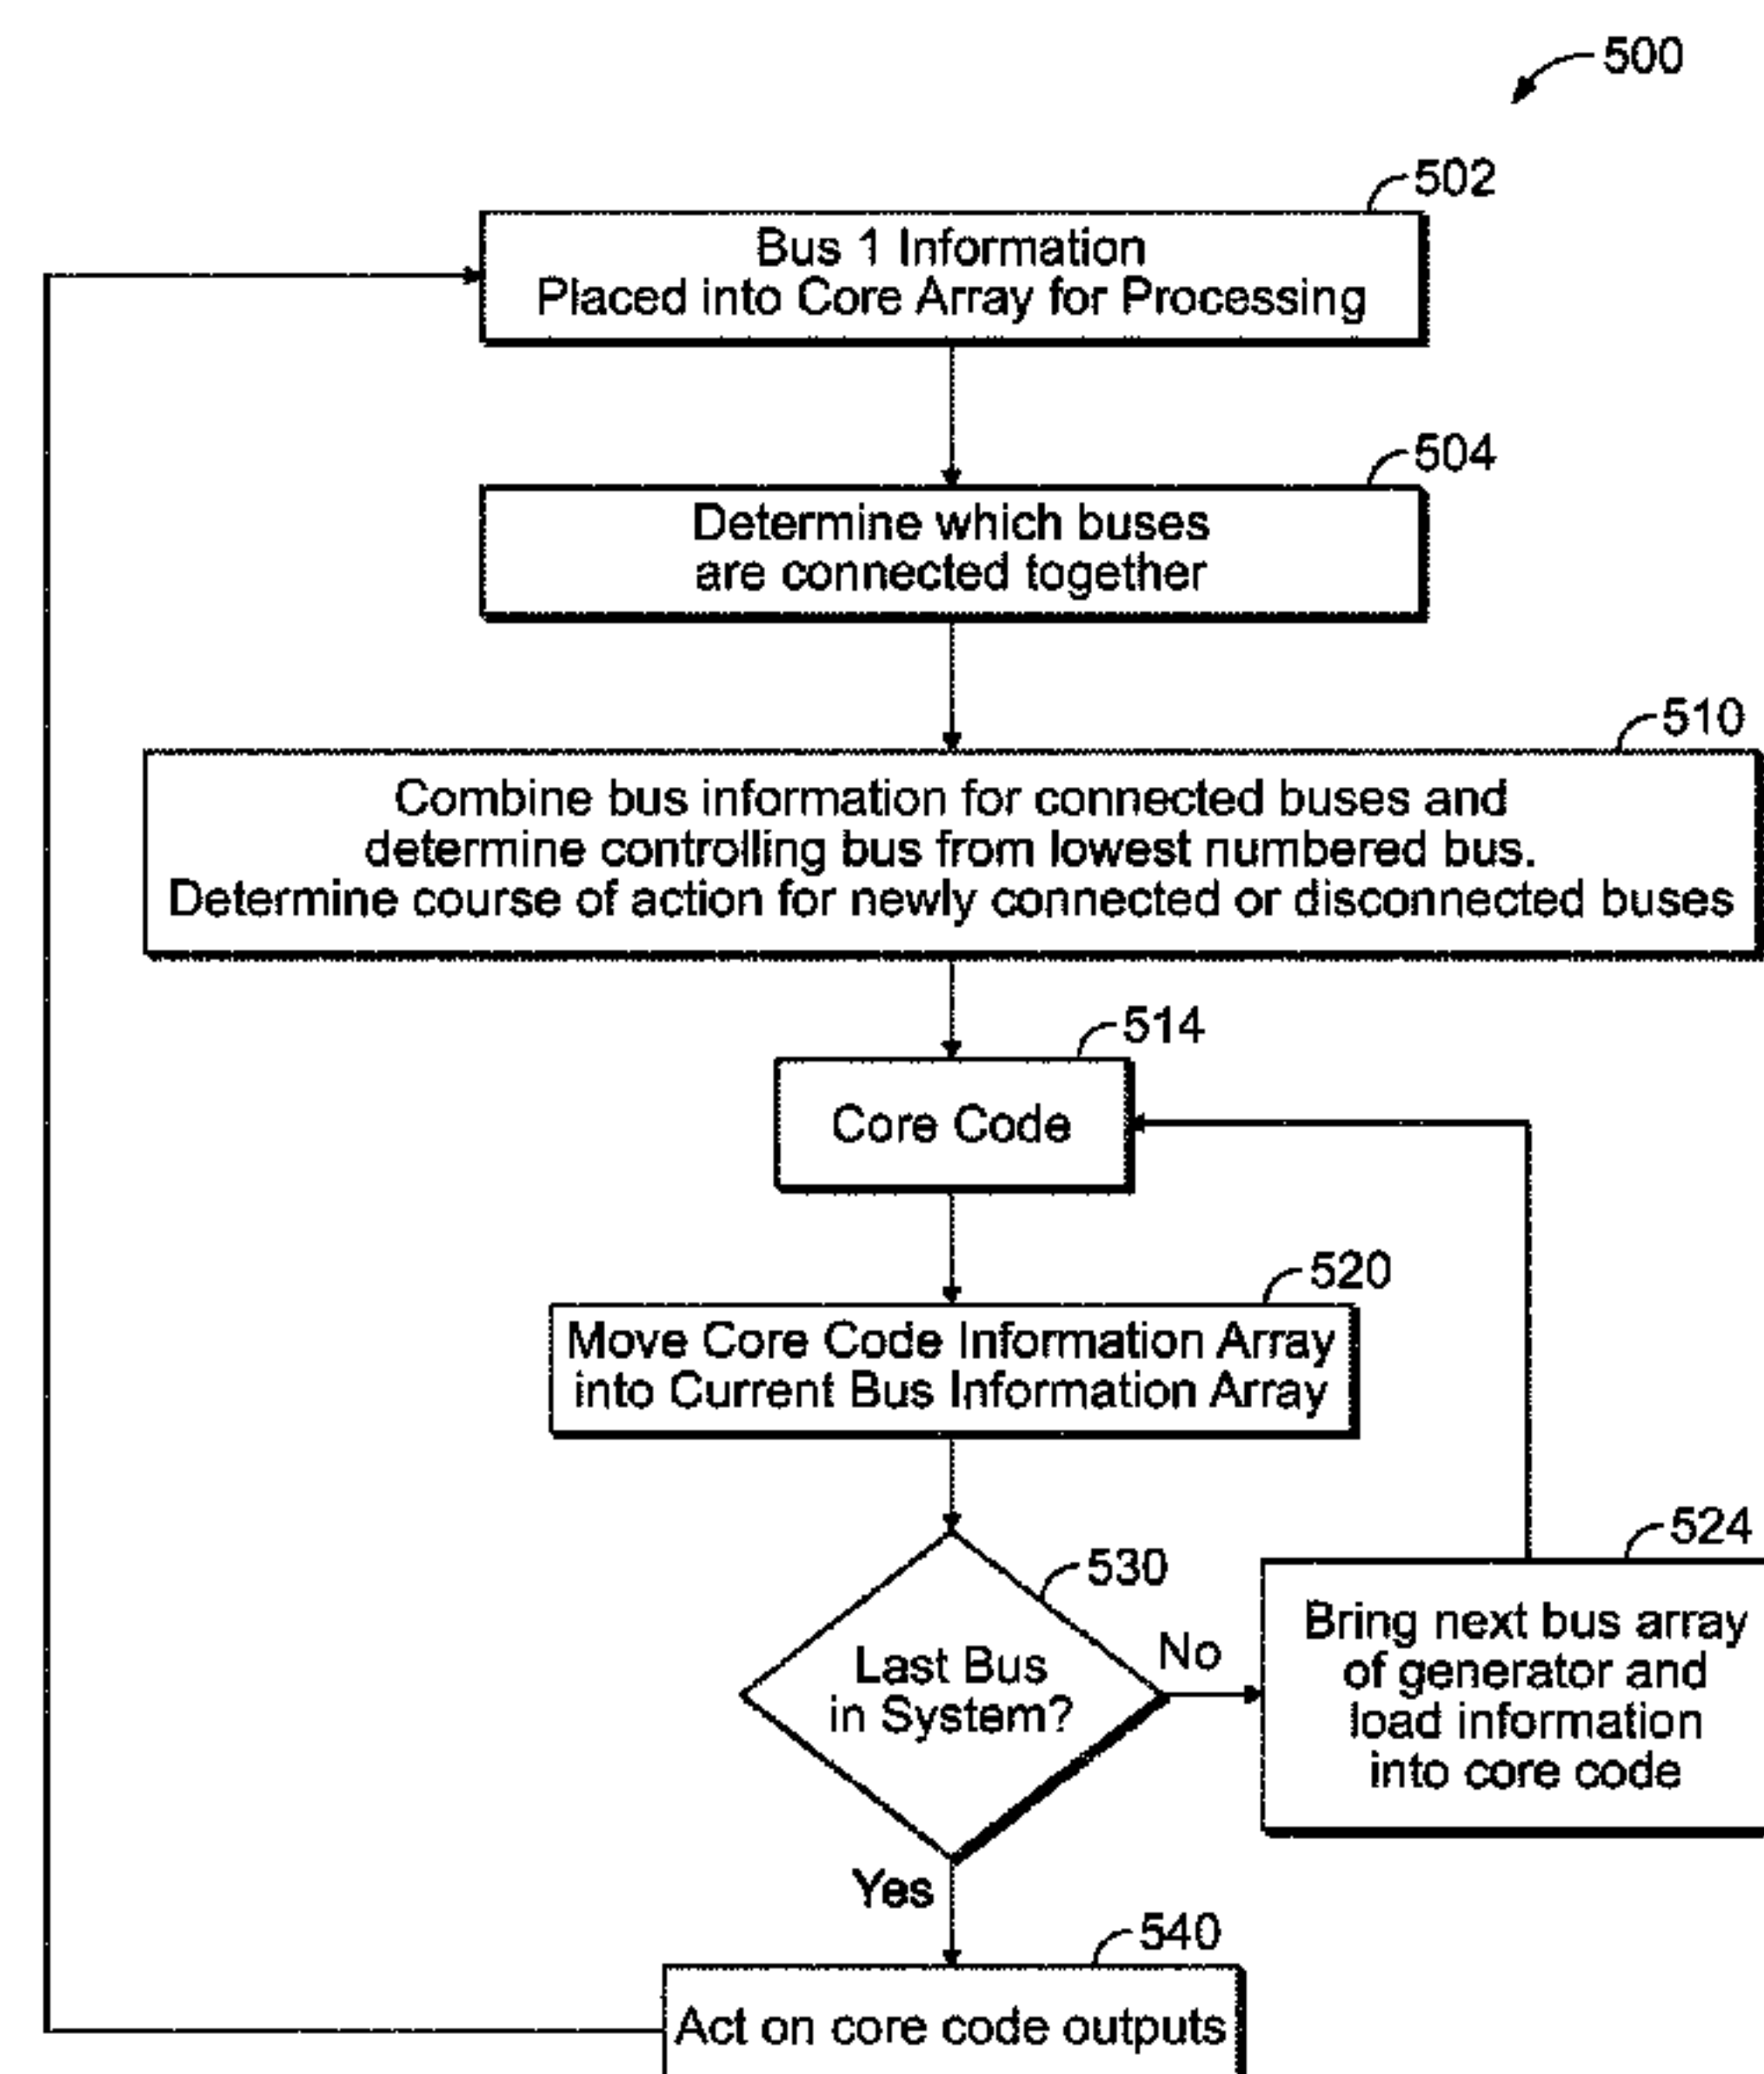 500
502
Bus 1 Information
Placed into Core Array for Processing
504
Determine which buses
are connected together
510
Combine bus information for connected buses and
determine controlling bus from lowest numbered bus.
Determine course of action for newly connected or disconnected buses
514
Core Code
520
Move Core Code Information Array
into Current Bus Information Array
530
Last Bus
in System?
No
524
Bring next bus array
of generator and
load information
into core code
Yes
540
Act on core code outputs